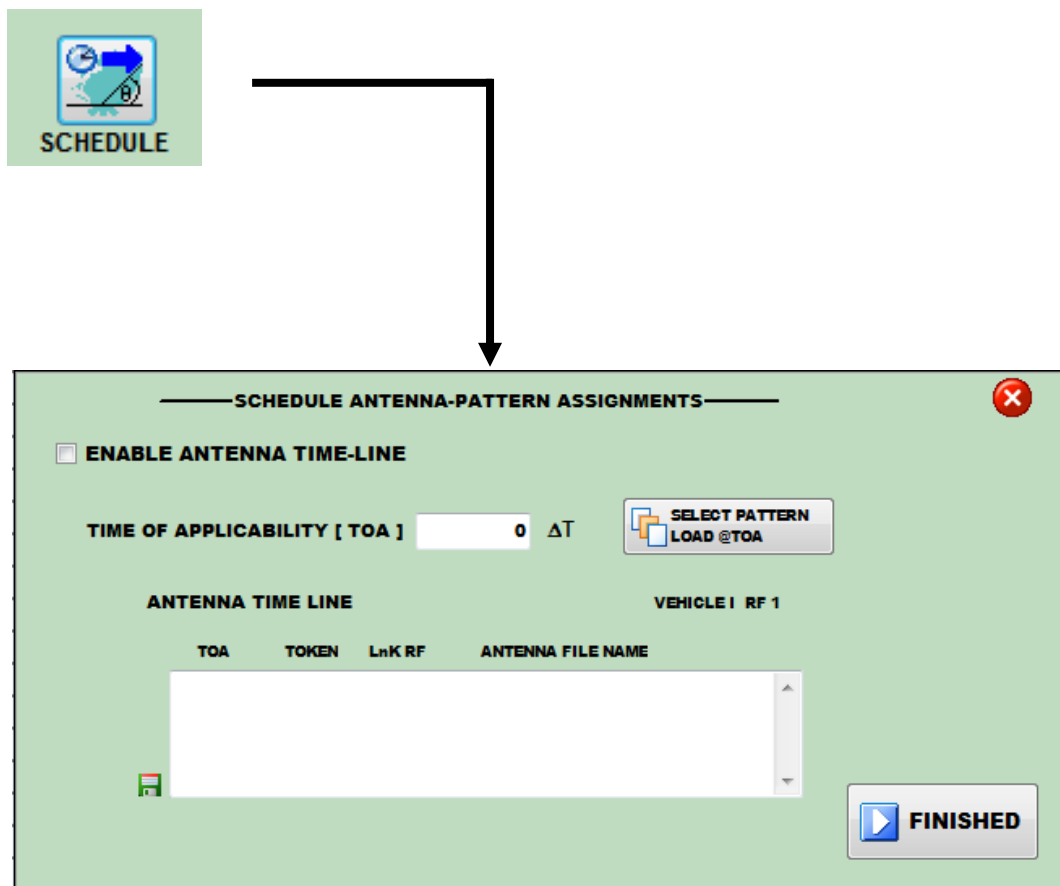 θ
SCHEDULE
SCHEDULE ANTENNA-PATTERN ASSIGNMENTS
ENABLE ANTENNA TIME-LINE
TIME OF APPLICABILITY [ TOA ] 0 ΔT
SELECT PATTERN
LOAD @TOA
ANTENNA TIME LINE VEHICLE I RF 1
TOA TOKEN LnK RF ANTENNA FILE NAME
FINISHED